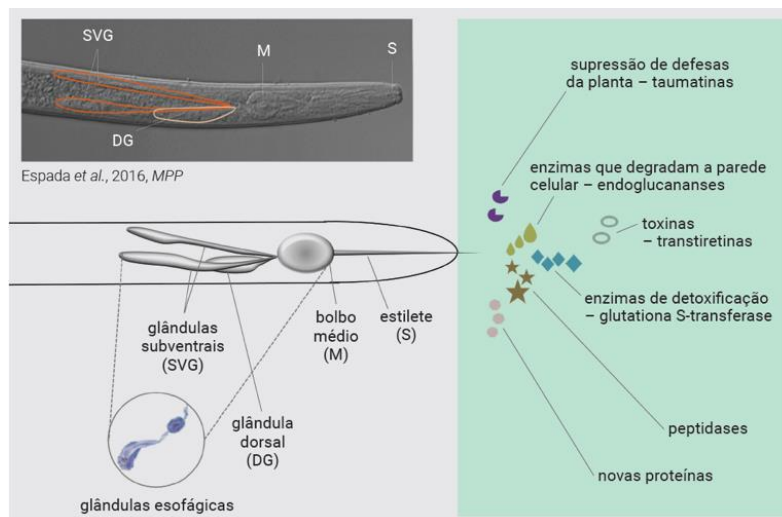 SVG
M
S
DG
Espada et al., 2016, MPP
glândulas
subventrais
(SVG)
bolbo
médio
(M)
estilete
(S)
glândula
dorsal
(DG)
glândulas esofágicas
supressão de defesas
da planta – taumatinas
enzimas que degradam a parede
celular – endoglucananses
toxinas
– transtiretinas
enzimas de detoxificação
– glutationa S-transferase
peptidases
novas proteínas